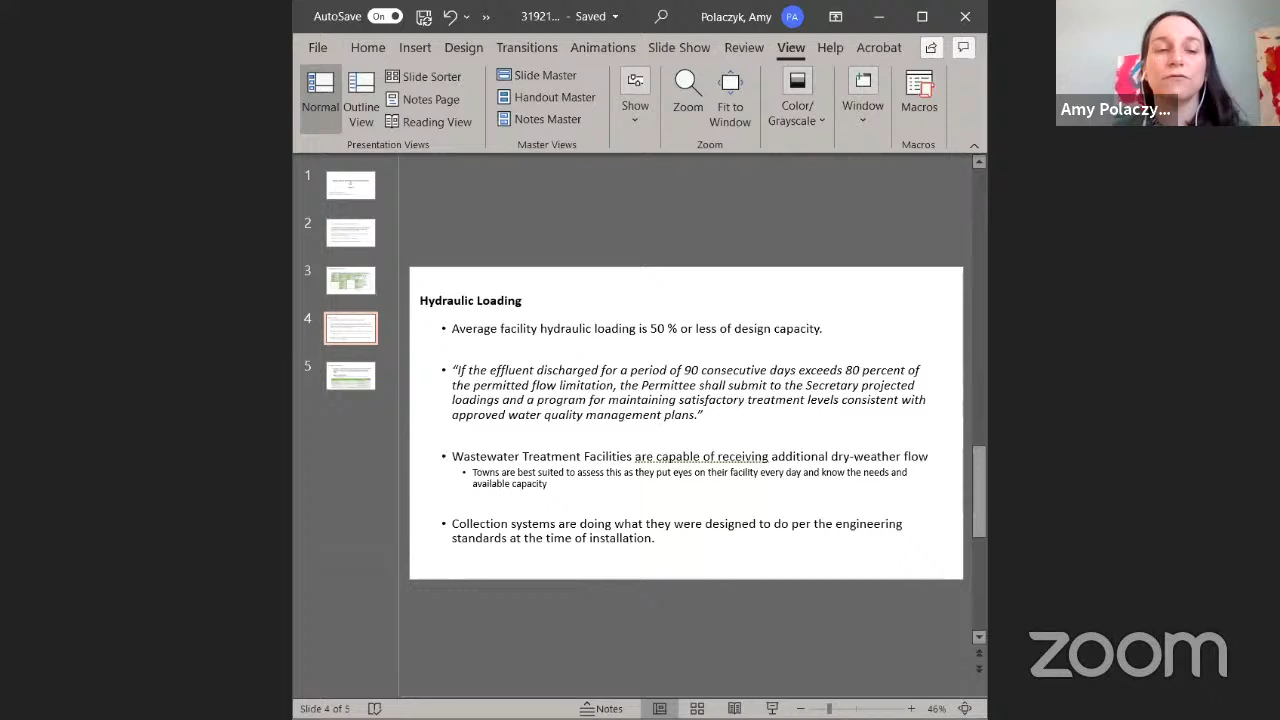 AutoSave On 31921... - Saved Polaczyk, Amy PA
File Home Insert Design Transitions Animations Slide Show Review View Help Acrobat
Normal
Outline View
Slide Sorter
Notes Page
Reading View
Presentation Views
Slide Master
Handout Master
Notes Master
Master Views
Show
Zoom
Fit to Window
Zoom
Color/ Grayscale
Window
Macros
Macros
Amy Polaczy...
1
2
3
4
5
Hydraulic Loading
• Average facility hydraulic loading is 50 % or less of design capacity.
• “If the effluent discharged for a period of 90 consecutive days exceeds 80 percent of
the permitted flow limitation, the Permittee shall submit to the Secretary projected
loadings and a program for maintaining satisfactory treatment levels consistent with
approved water quality management plans.”
• Wastewater Treatment Facilities are capable of receiving additional dry-weather flow
• Towns are best suited to assess this as they put eyes on their facility every day and know the needs and
available capacity
• Collection systems are doing what they were designed to do per the engineering
standards at the time of installation.
zoom
Slide 4 of 5 Notes 46%